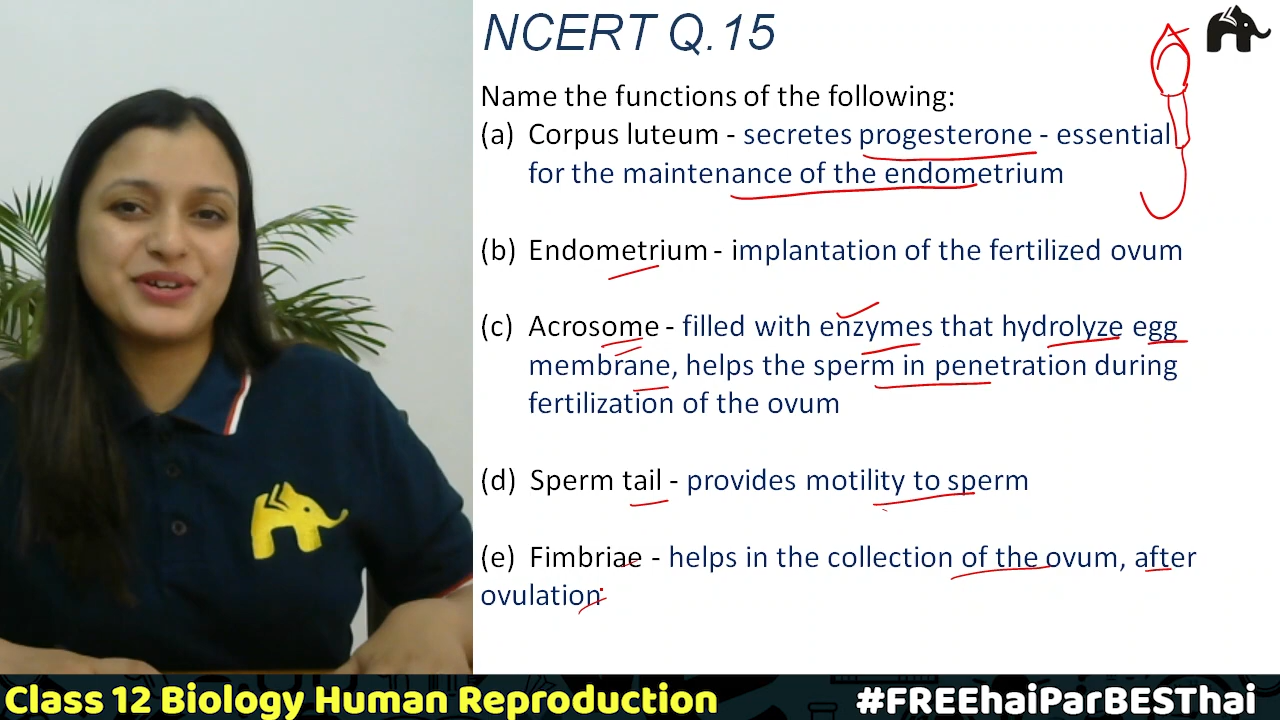 NCERT Q.15
Name the functions of the following:
(a) Corpus luteum - secretes progesterone - essential
for the maintenance of the endometrium
(b) Endometrium - implantation of the fertilized ovum
(c) Acrosome - filled with enzymes that hydrolyze egg
membrane, helps the sperm in penetration during
fertilization of the ovum
(d) Sperm tail - provides motility to sperm
(e) Fimbriae - helps in the collection of the ovum, after
ovulation
Class 12 Biology Human Reproduction
#FREEhaiParBESThai